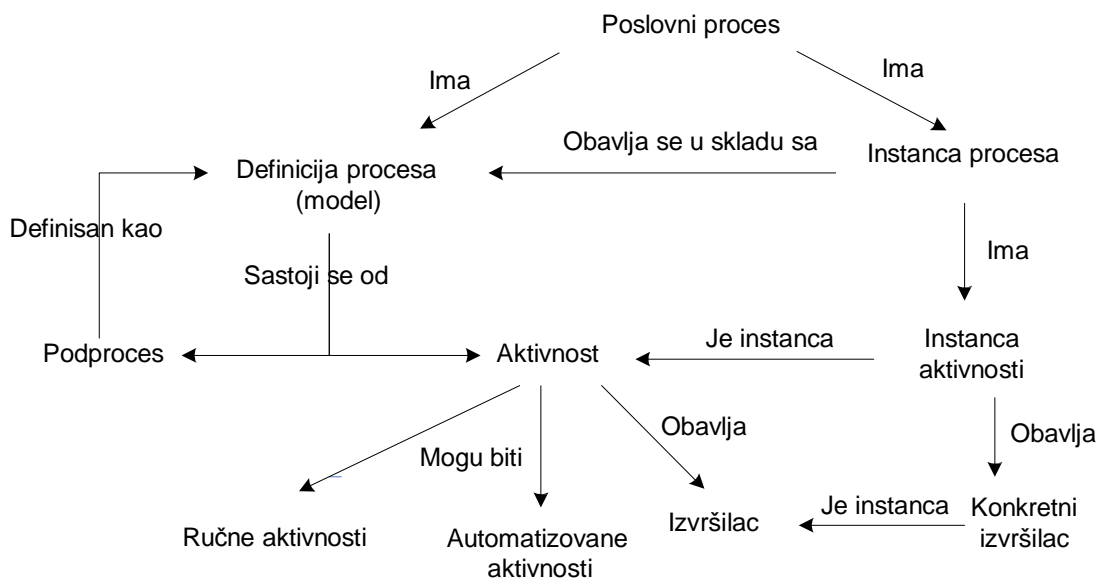 Poslovni proces
Ima
Ima
Obavlja se u skladu sa
Instanca procesa
Definicija procesa
(model)
Definisan kao
Ima
Sastoji se od
Podproces
Aktivnost
Je instanca
Instanca
aktivnosti
Mogu biti
Obavlja
Obavlja
Ručne aktivnosti
Automatizovane
aktivnosti
Izvršilac
Je instanca
Konkretni
izvršilac